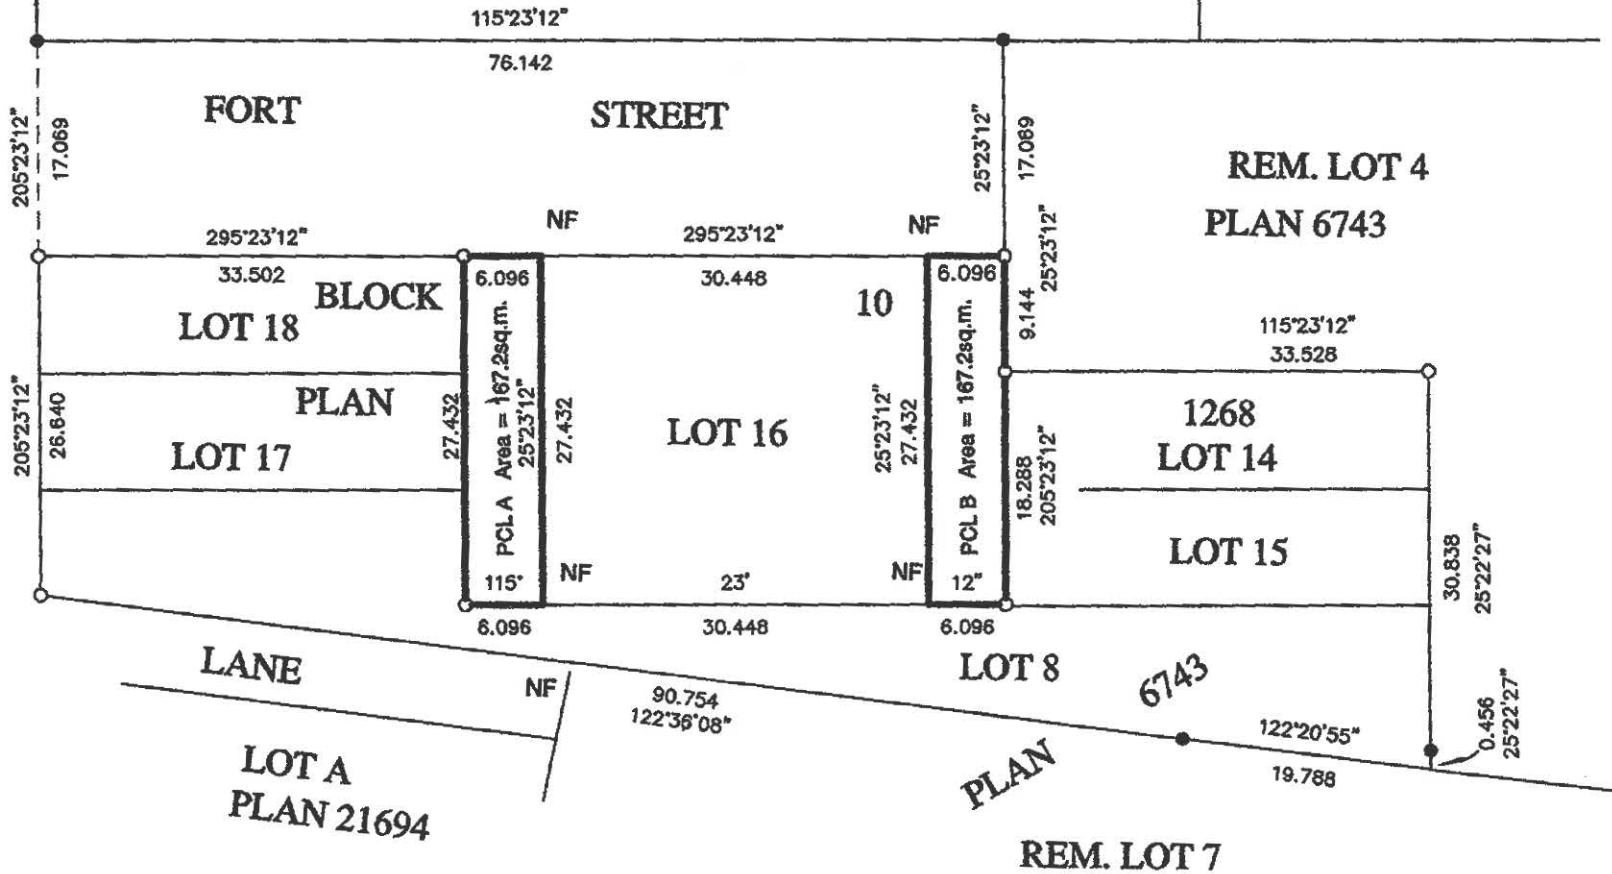 115°23'12"
76.142
FORT STREET
205°23'12"
17.069
25°23'12"
17.069
REM. LOT 4
PLAN 6743
NF
NF
295°23'12"
33.502
295°23'12"
30.448
6.096
6.096
25°23'12"
9.144
BLOCK
10
LOT 18
115°23'12"
33.528
PLAN
1268
205°23'12"
26.640
LOT 17
27.432
PCL A Area = 167.2sq.m.
25°23'12"
27.432
LOT 16
25°23'12"
27.432
PCL B Area = 167.2sq.m.
18.288
205°23'12"
LOT 14
LOT 15
30.838
25°22'27"
115° 23' 12"
NF
NF
6.096
30.448
6.096
LANE
NF
90.754
122°36'08"
LOT 8
PLAN 6743
122°20'55"
19.788
0.456
25°22'27"
LOT A
PLAN 21694
REM. LOT 7